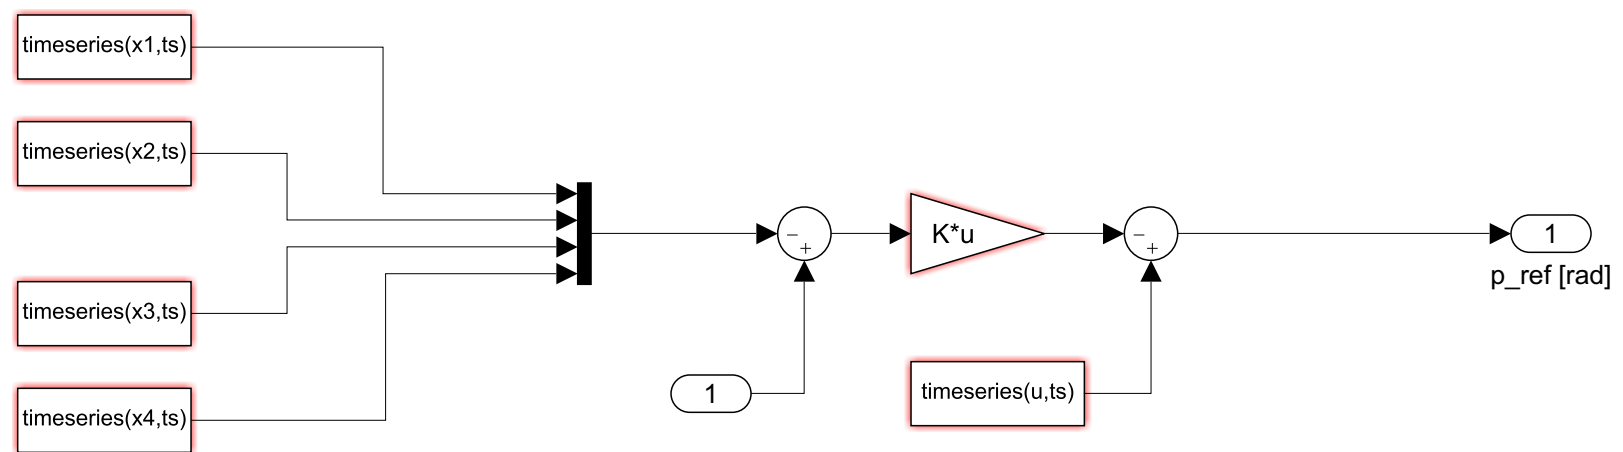 timeseries(x1,ts)
timeseries(x2,ts)
timeseries(x3,ts)
timeseries(x4,ts)
−
+
1
K*u
−
+
timeseries(u,ts)
1
p_ref [rad]